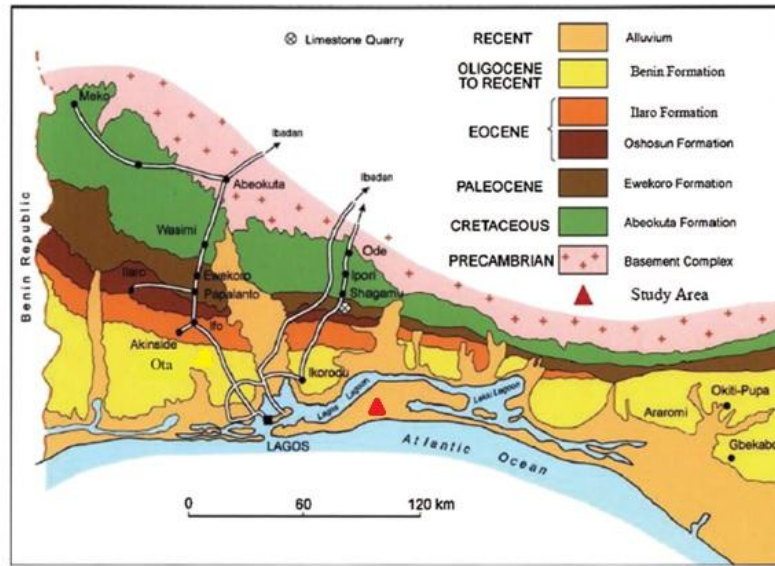 Limestone Quarry
RECENT
Alluvium
OLIGOCENE
TO RECENT
Benin Formation
EOCENE
Ilaro Formation
Oshosun Formation
PALEOCENE
Ewekoro Formation
CRETACEOUS
Abeokuta Formation
PRECAMBRIAN
Basement Complex
Study Area
Meko
Ibadan
Ibadan
Abeokuta
Benin Republic
Wasimi
Ode
Ipori
Ilaro
Ewekoro
Papalanto
Shagamu
Ifo
Akinside
Ota
Ikorodu
Lagos Lagoon
Lekki Lagoon
Okiti-Pupa
Araromi
Gbekabo
LAGOS
Atlantic Ocean
0 60 120 km